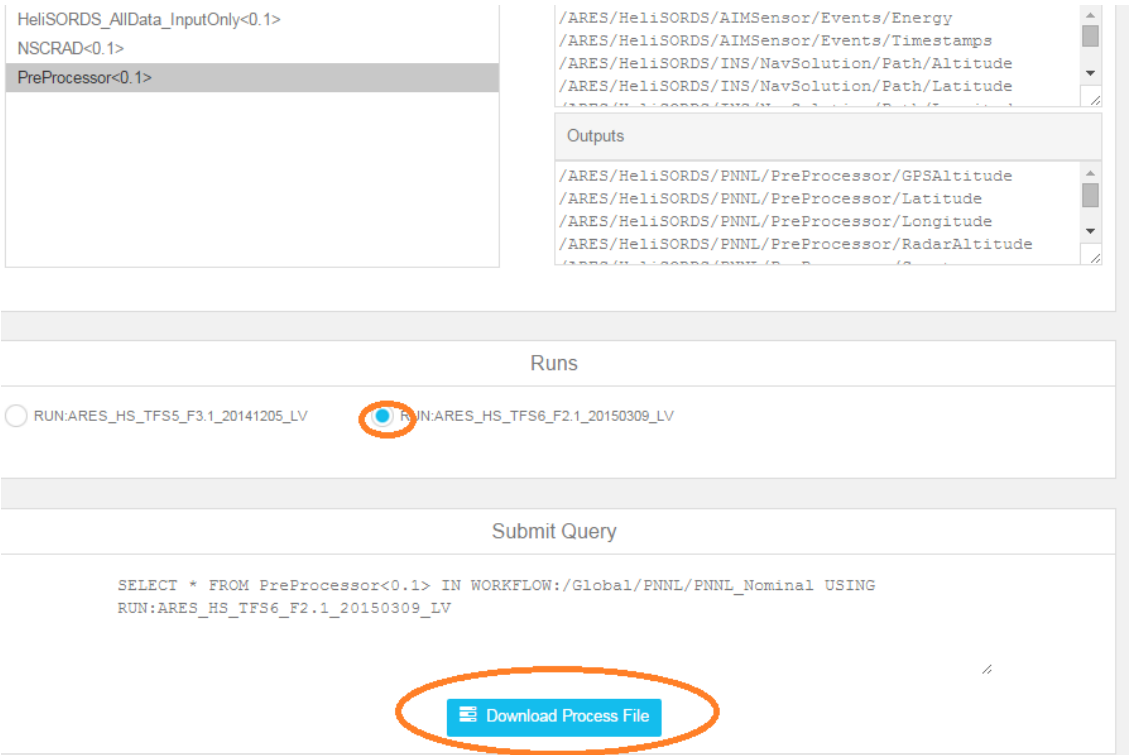 HeliSORDS_AllData_InputOnly<0.1>
NSCRAD<0.1>
PreProcessor<0.1>
/ARES/HeliSORDS/AIMSensor/Events/Energy
/ARES/HeliSORDS/AIMSensor/Events/Timestamps
/ARES/HeliSORDS/INS/NavSolution/Path/Altitude
/ARES/HeliSORDS/INS/NavSolution/Path/Latitude
Outputs
/ARES/HeliSORDS/PNNL/PreProcessor/GPSAltitude
/ARES/HeliSORDS/PNNL/PreProcessor/Latitude
/ARES/HeliSORDS/PNNL/PreProcessor/Longitude
/ARES/HeliSORDS/PNNL/PreProcessor/RadarAltitude
Runs
RUN:ARES_HS_TFS5_F3.1_20141205_LV
RUN:ARES_HS_TFS6_F2.1_20150309_LV
Submit Query
SELECT * FROM PreProcessor<0.1> IN WORKFLOW:/Global/PNNL/PNNL_Nominal USING
RUN:ARES_HS_TFS6_F2.1_20150309_LV
Download Process File